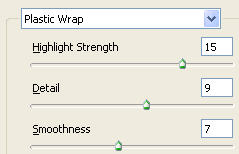 Plastic Wrap
Highlight Strength 15
Detail 9
Smoothness 7